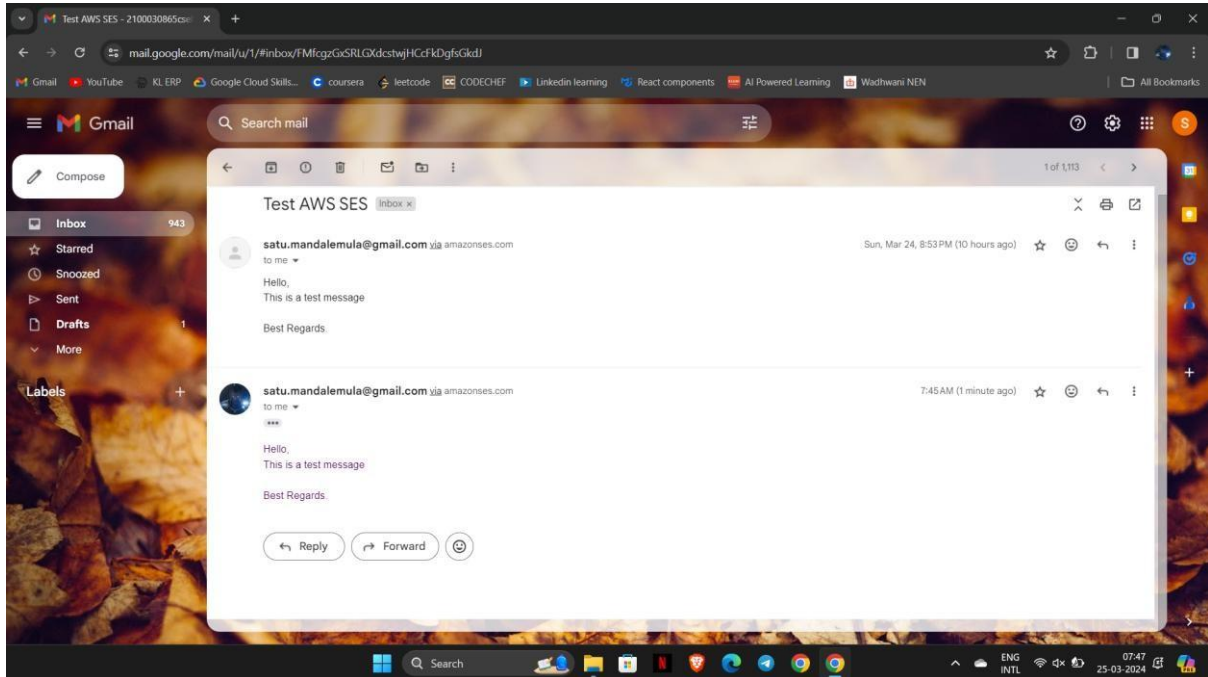 Test AWS SES - 2100030865cse
mail.google.com/mail/u/1/#inbox/FMfcgzGxSRLGXdcstwjHCcFkDgfsGkdJ
Gmail YouTube KL ERP Google Cloud Skills... coursera leetcode CODECHEF Linkedin learning React components AI Powered Learning Wadhwani NEN All Bookmarks
Gmail Search mail S
Compose 1 of 1,113
Test AWS SES Inbox x
Inbox 943
Starred
Snoozed
Sent
Drafts 1
More
Labels
satu.mandalemula@gmail.com via amazonses.com Sun, Mar 24, 8:53 PM (10 hours ago)
to me
Hello,
This is a test message
Best Regards.
satu.mandalemula@gmail.com via amazonses.com 7:45 AM (1 minute ago)
to me
Hello,
This is a test message
Best Regards.
Reply Forward
Search ENG INTL 07:47 25-03-2024